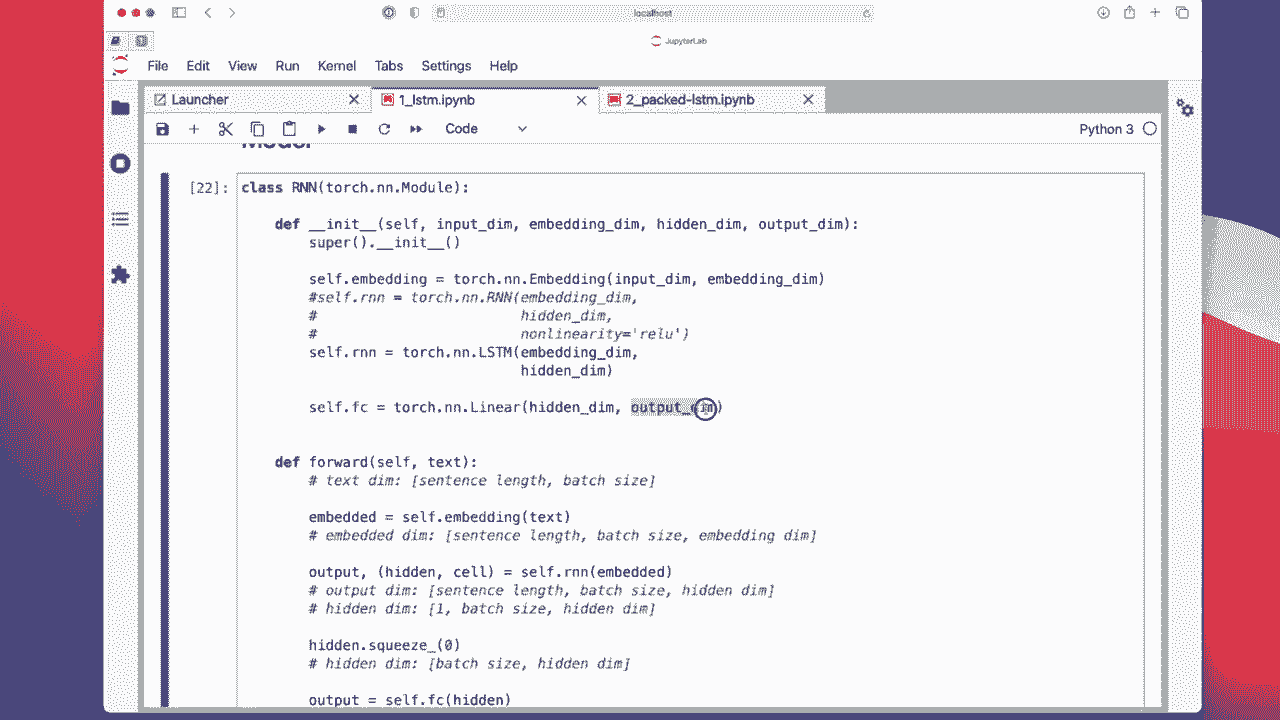 localhost
JupyterLab
File Edit View Run Kernel Tabs Settings Help
Launcher 1_lstm.ipynb 2_packed-lstm.ipynb
Code Python 3
Model
[22]: class RNN(torch.nn.Module):
def __init__(self, input_dim, embedding_dim, hidden_dim, output_dim):
super().__init__()
self.embedding = torch.nn.Embedding(input_dim, embedding_dim)
#self.rnn = torch.nn.RNN(embedding_dim,
# hidden_dim,
# nonlinearity='relu')
self.rnn = torch.nn.LSTM(embedding_dim,
hidden_dim)
self.fc = torch.nn.Linear(hidden_dim, output_dim)
def forward(self, text):
# text dim: [sentence length, batch size]
embedded = self.embedding(text)
# embedded dim: [sentence length, batch size, embedding dim]
output, (hidden, cell) = self.rnn(embedded)
# output dim: [sentence length, batch size, hidden dim]
# hidden dim: [1, batch size, hidden dim]
hidden.squeeze_(0)
# hidden dim: [batch size, hidden dim]
output = self.fc(hidden)